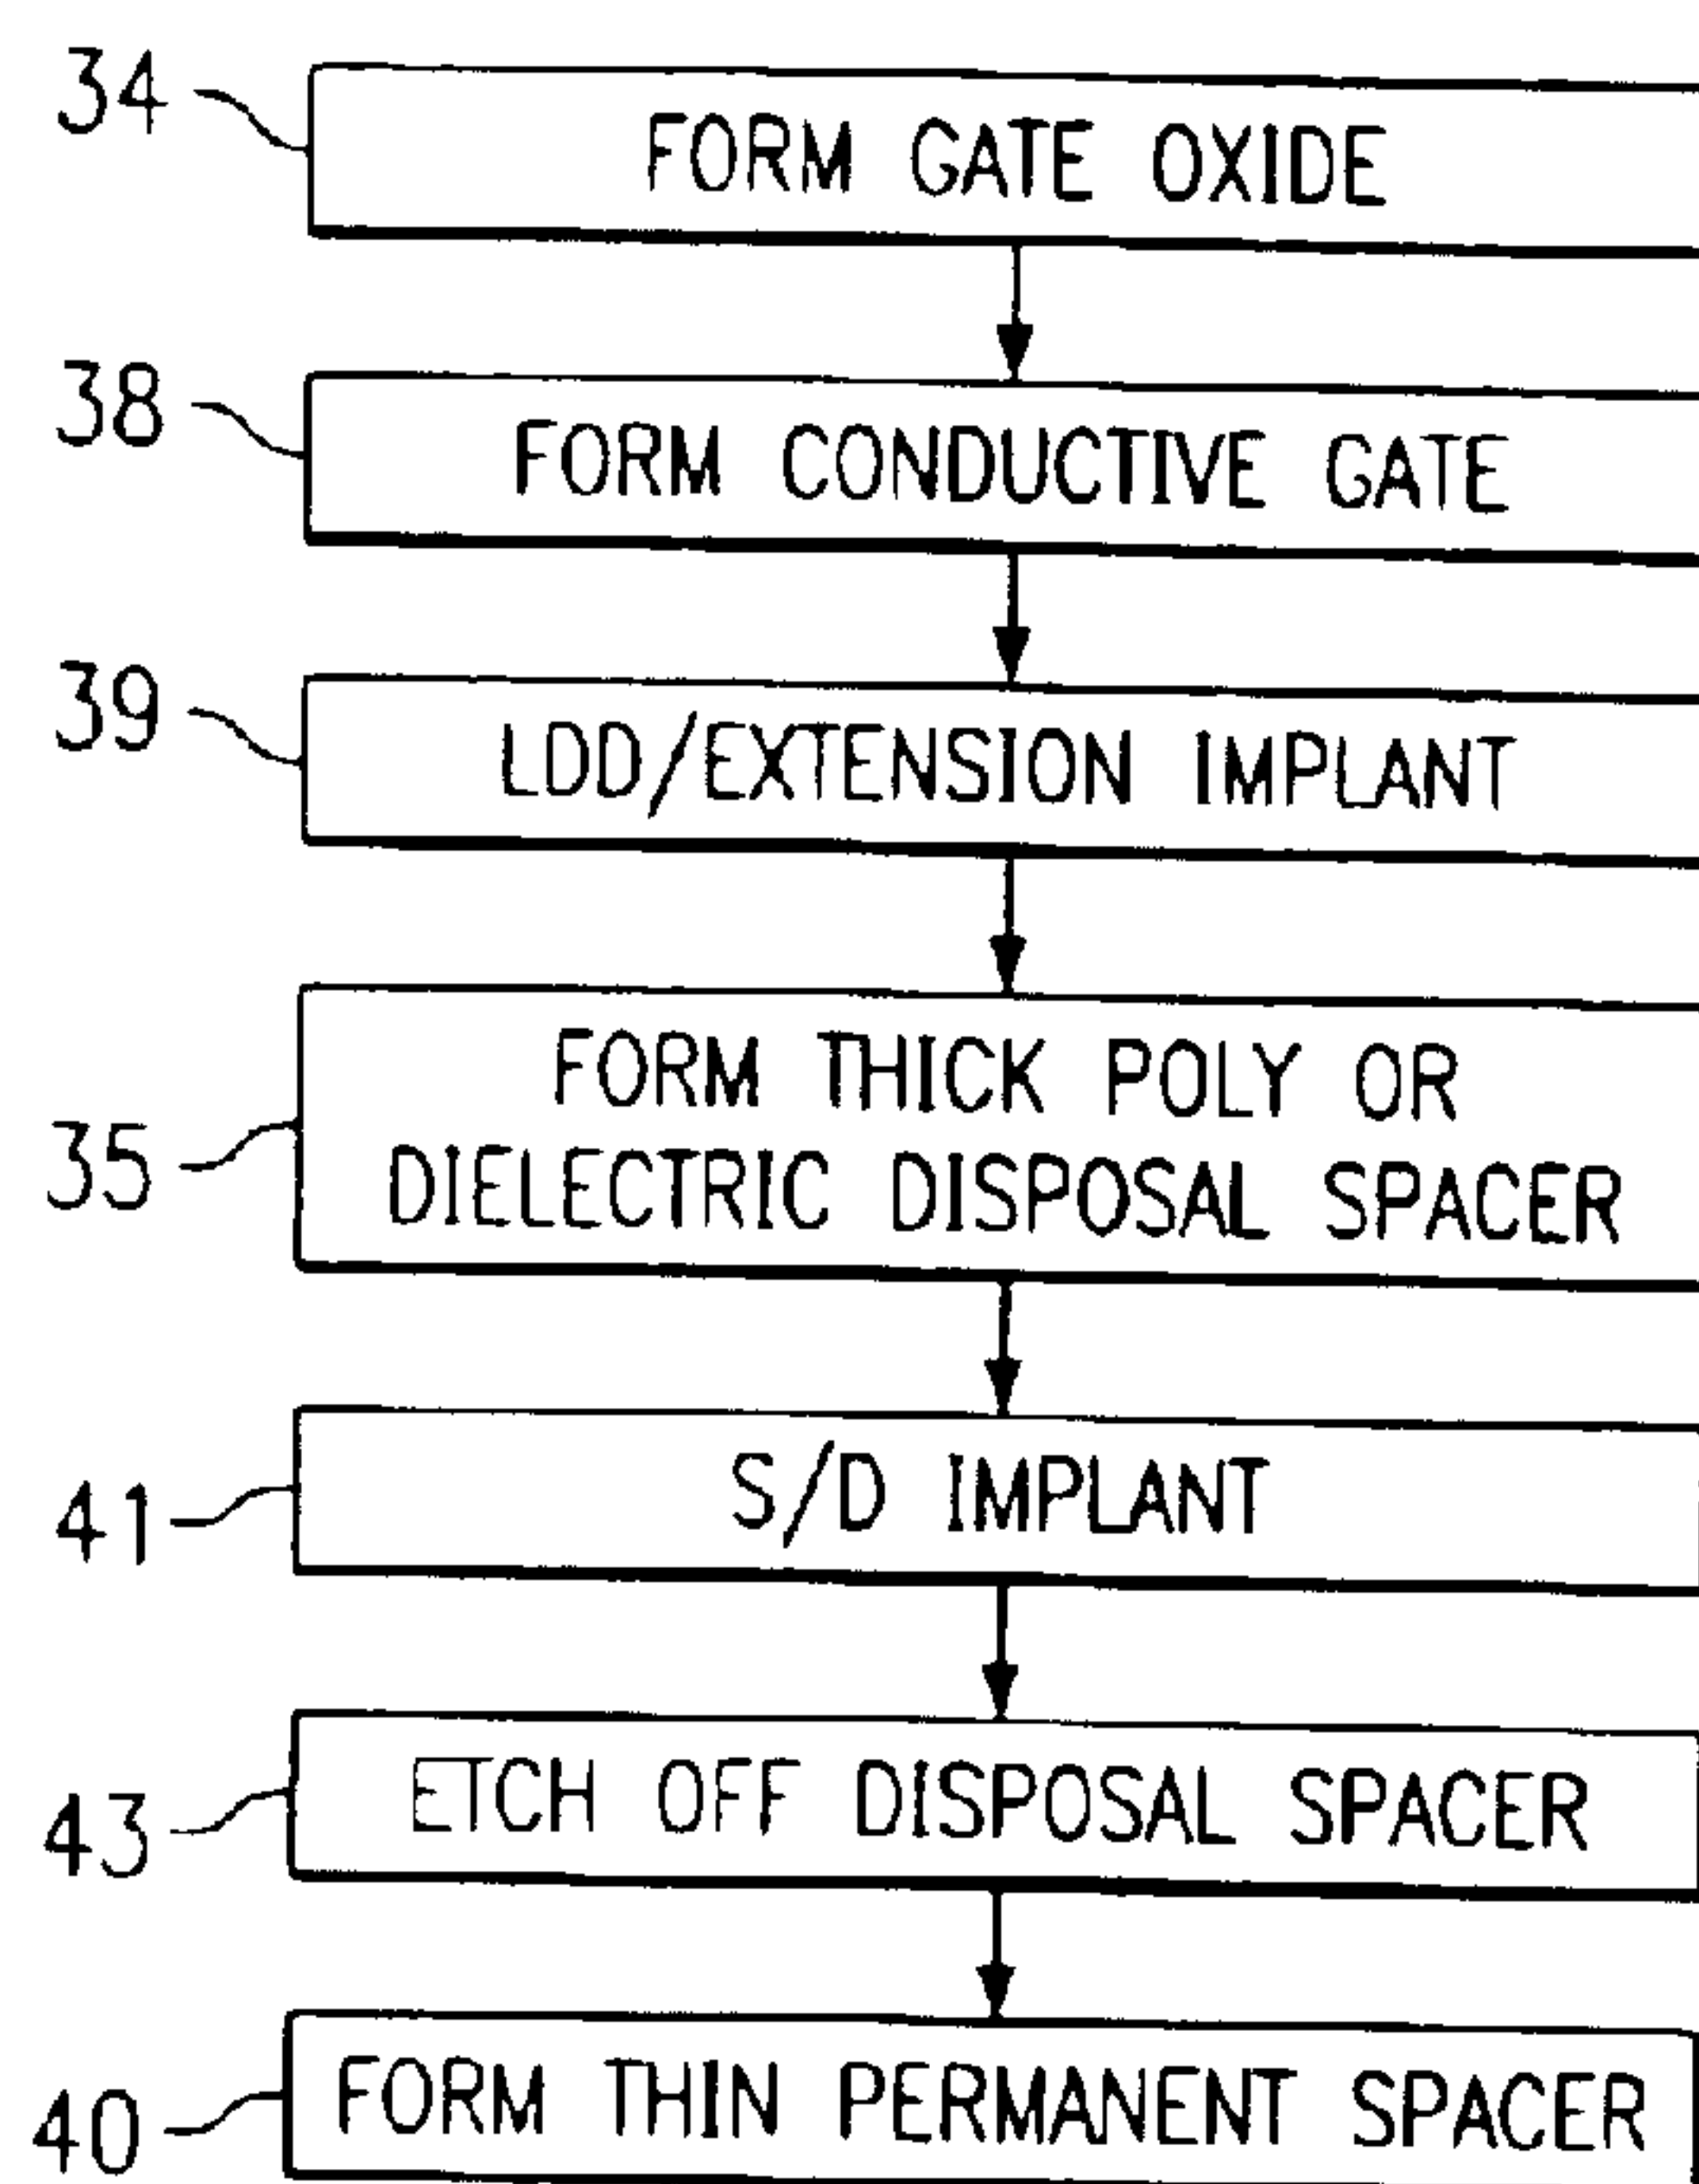 34
FORM GATE OXIDE
38
FORM CONDUCTIVE GATE
39
LDD/EXTENSION IMPLANT
35
FORM THICK POLY OR
DIELECTRIC DISPOSAL SPACER
41
S/D IMPLANT
43
ETCH OFF DISPOSAL SPACER
40
FORM THIN PERMANENT SPACER